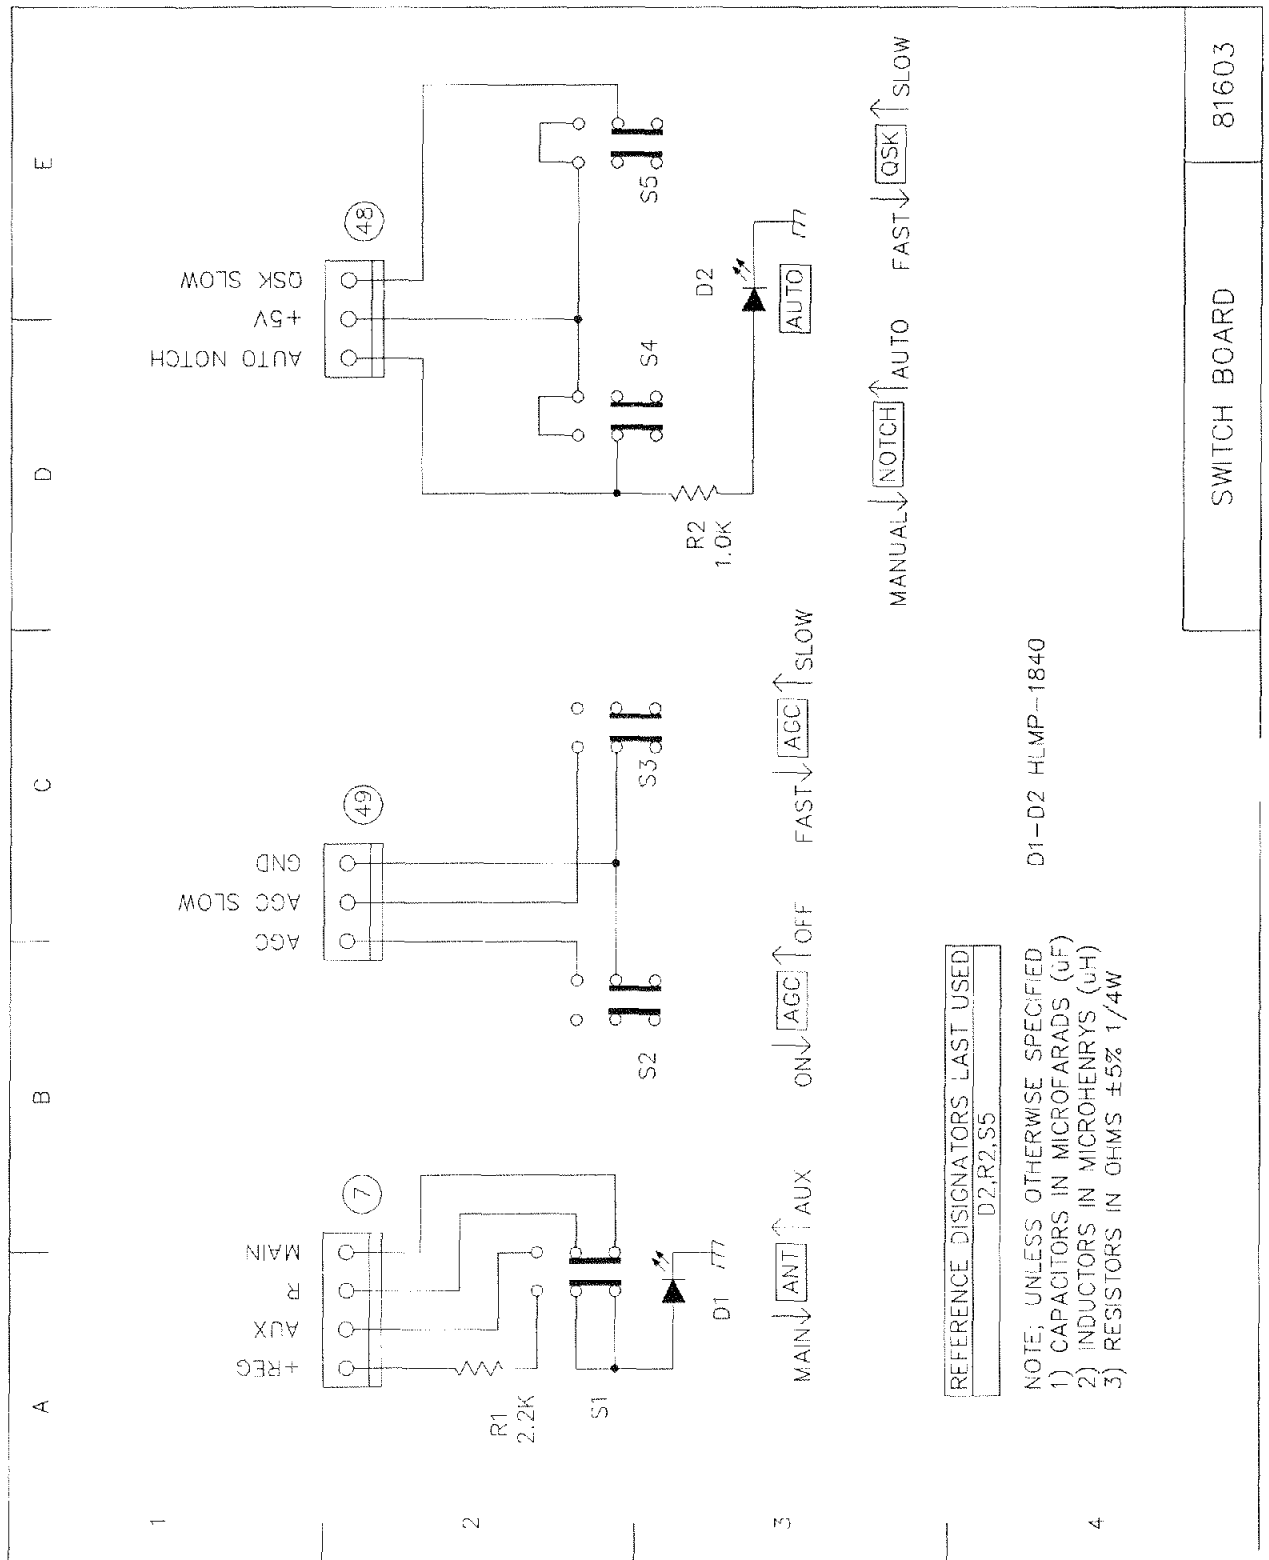 A
B
C
D
E
1
2
3
4
+REG
AUX
R
MAIN
7
AGC
AGC SLOW
GND
49
AUTO NOTCH
+5V
QSK SLOW
48
R1
2.2K
S1
D1
S2
S3
S4
S5
R2
1.0K
D2
AUTO
MAIN↓ ANT ↑AUX
ON↓ AGC ↑OFF
FAST↓ AGC ↑SLOW
MANUAL↓ NOTCH ↑AUTO
FAST↓ QSK ↑SLOW
REFERENCE DISIGNATORS LAST USED
D2,R2,S5
NOTE; UNLESS OTHERWISE SPECIFIED
1) CAPACITORS IN MICROFARADS (uF)
2) INDUCTORS IN MICROHENRYS (uH)
3) RESISTORS IN OHMS ±5% 1/4W
D1-D2 HLMP-1840
SWITCH BOARD
81603